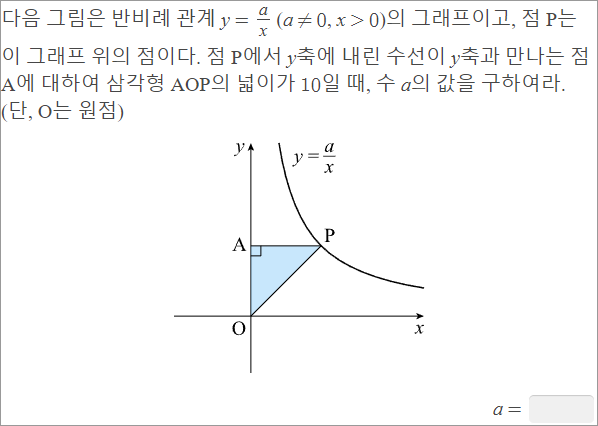 다음 그림은 반비례 관계 y = a/x (a ≠ 0, x > 0)의 그래프이고, 점 P는
이 그래프 위의 점이다. 점 P에서 y축에 내린 수선이 y축과 만나는 점
A에 대하여 삼각형 AOP의 넓이가 10일 때, 수 a의 값을 구하여라.
(단, O는 원점)
y
y = a/x
A
P
O
x
a =